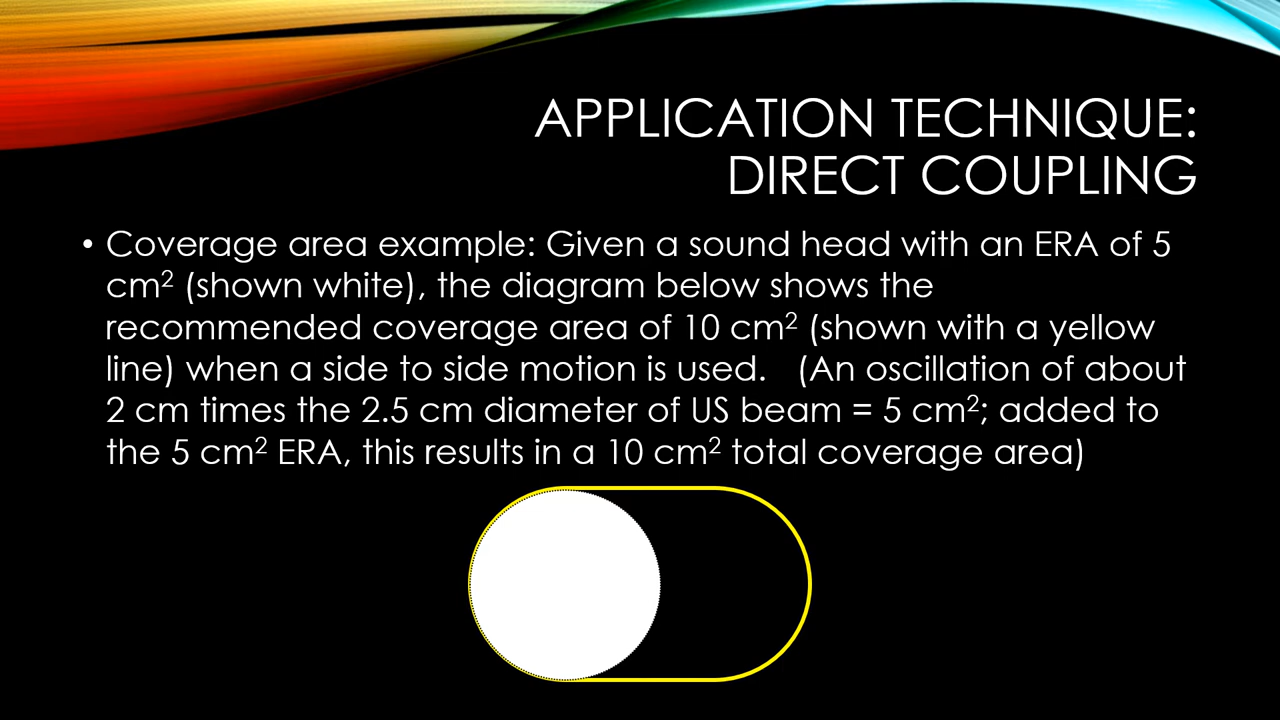 APPLICATION TECHNIQUE:
DIRECT COUPLING
• Coverage area example: Given a sound head with an ERA of 5
cm² (shown white), the diagram below shows the
recommended coverage area of 10 cm² (shown with a yellow
line) when a side to side motion is used.   (An oscillation of about
2 cm times the 2.5 cm diameter of US beam = 5 cm²; added to
the 5 cm² ERA, this results in a 10 cm² total coverage area)